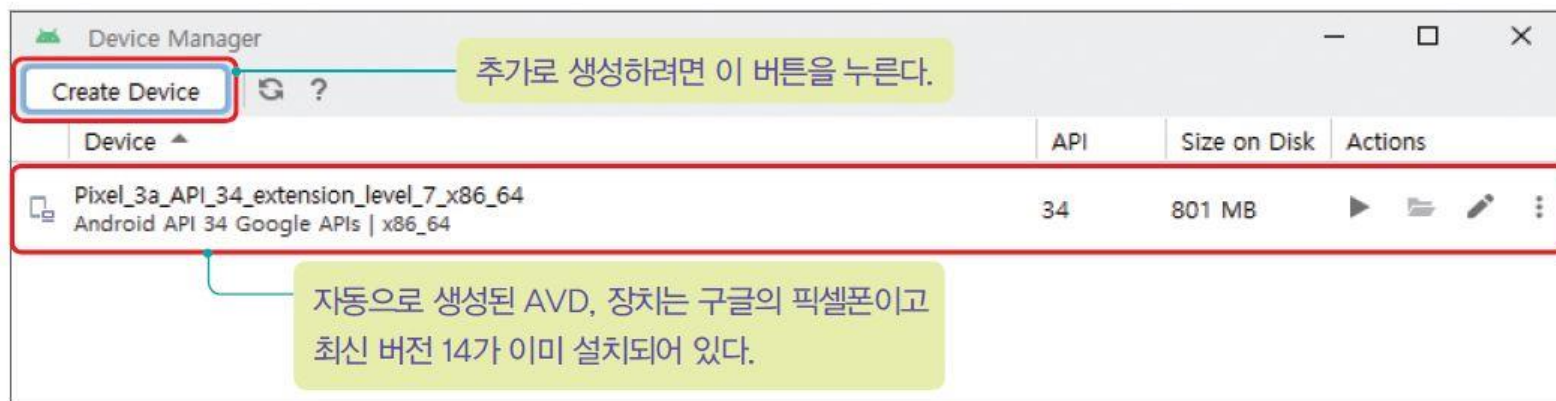 Device Manager
추가로 생성하려면 이 버튼을 누른다.
Create Device ?
Device API Size on Disk Actions
Pixel_3a_API_34_extension_level_7_x86_64
Android API 34 Google APIs | x86_64
34 801 MB
자동으로 생성된 AVD, 장치는 구글의 픽셀폰이고
최신 버전 14가 이미 설치되어 있다.